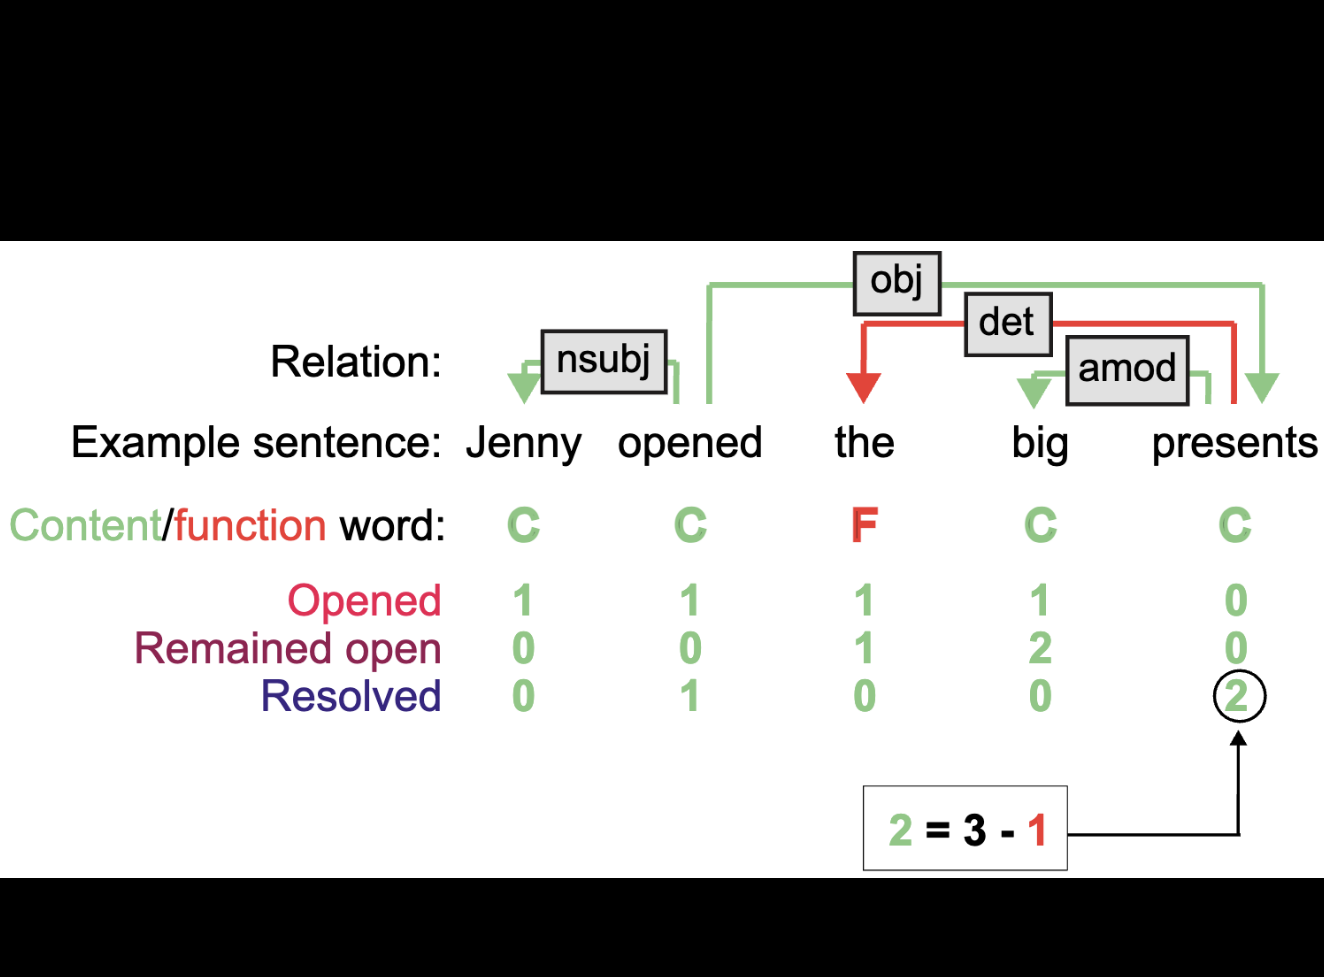 obj
det
Relation: nsubj amod
Example sentence: Jenny opened the big presents
Content/function word: C C F C C
Opened 1 1 1 1 0
Remained open 0 0 1 2 0
Resolved 0 1 0 0 2
2 = 3 - 1